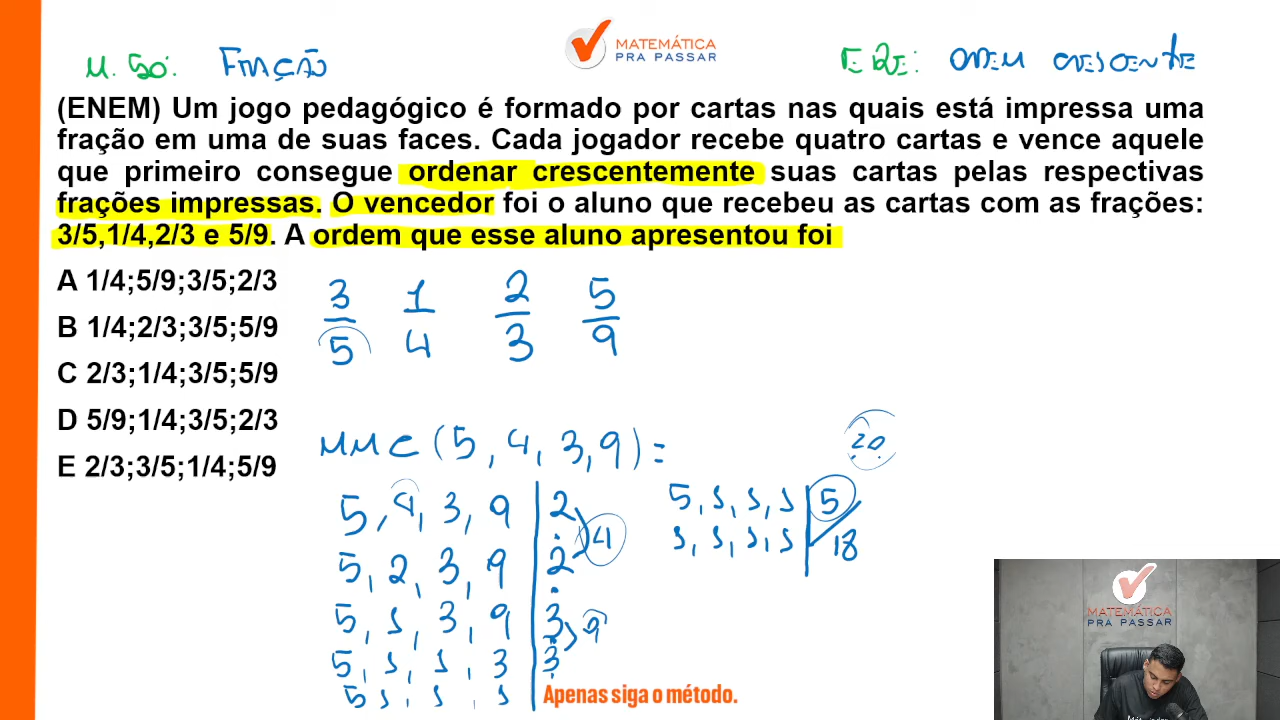 MATEMÁTICA
PRA PASSAR
M. 50: FRAÇÃO
(ENEM) Um jogo pedagógico é formado por cartas nas quais está impressa uma
fração em uma de suas faces. Cada jogador recebe quatro cartas e vence aquele
que primeiro consegue ordenar crescentemente suas cartas pelas respectivas
frações impressas. O vencedor foi o aluno que recebeu as cartas com as frações:
3/5,1/4,2/3 e 5/9. A ordem que esse aluno apresentou foi
A 1/4;5/9;3/5;2/3
B 1/4;2/3;3/5;5/9
C 2/3;1/4;3/5;5/9
D 5/9;1/4;3/5;2/3
E 2/3;3/5;1/4;5/9
3 1 2 5
5 4 3 9
MMC (5, 4, 3, 9) =
20
5, 4, 3, 9 | 2
4
5, 2, 3, 9 | 2
5, 1, 3, 9 | 3
9
5, 1, 1, 3 | 3
5 1, 1, 1
5, 1, 1, 1 | 5
1, 1, 1, 1 | 18
Apenas siga o método.
MATEMÁTICA
PRA PASSAR